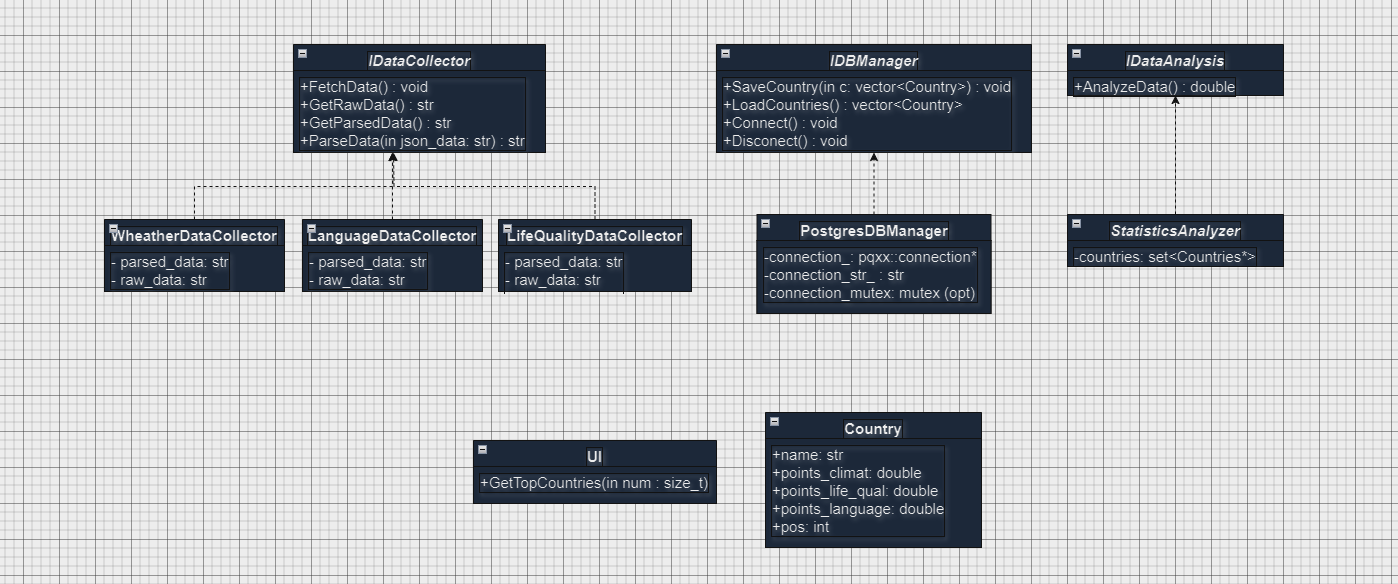 IDataCollector
+FetchData() : void
+GetRawData() : str
+GetParsedData() : str
+ParseData(in json_data: str) : str
IDBManager
+SaveCountry(in c: vector<Country>) : void
+LoadCountries() : vector<Country>
+Connect() : void
+Disconect() : void
IDataAnalysis
+AnalyzeData() : double
WheatherDataCollector
- parsed_data: str
- raw_data: str
LanguageDataCollector
- parsed_data: str
- raw_data: str
LifeQualityDataCollector
- parsed_data: str
- raw_data: str
PostgresDBManager
-connection_: pqxx::connection*
-connection_str_ : str
-connection_mutex: mutex (opt)
StatisticsAnalyzer
-countries: set<Countries*>
UI
+GetTopCountries(in num : size_t)
Country
+name: str
+points_climat: double
+points_life_qual: double
+points_language: double
+pos: int